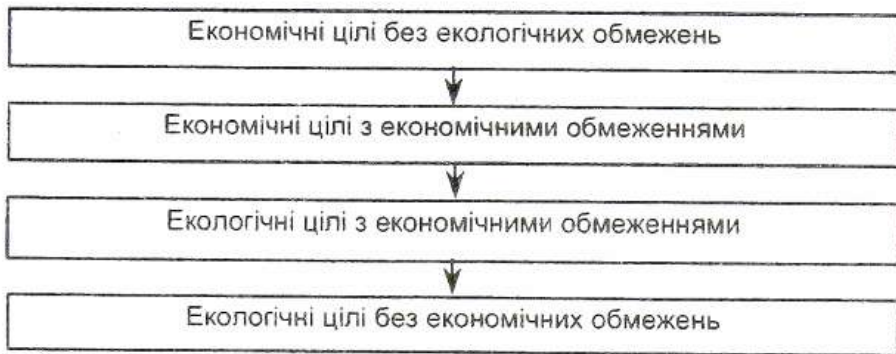 Економічні цілі без екологічних обмежень
Економічні цілі з економічними обмеженнями
Екологічні цілі з економічними обмеженнями
Екологічні цілі без економічних обмежень